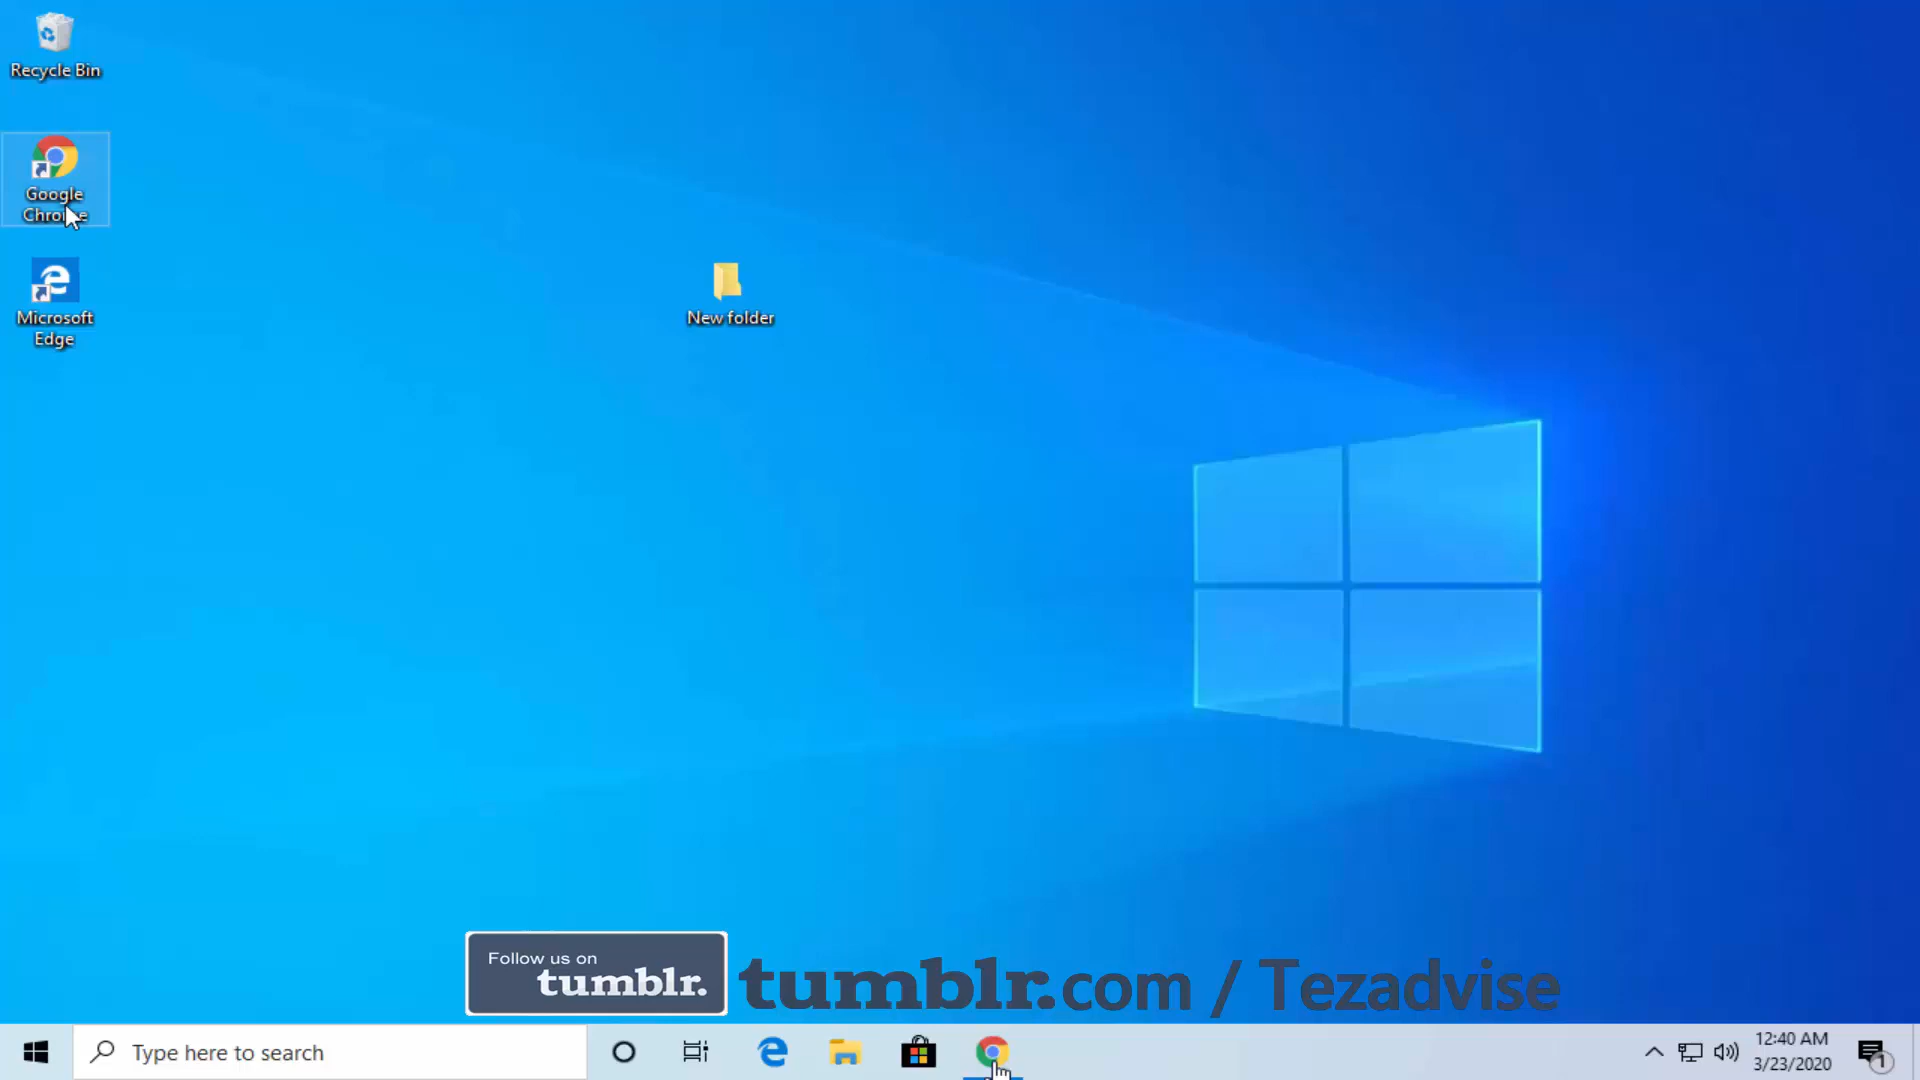 Recycle Bin
Google
Chrome
Microsoft
Edge
New folder
Follow us on
tumblr.
tumblr.com / Tezadvise
Type here to search
12:40 AM
3/23/2020
1